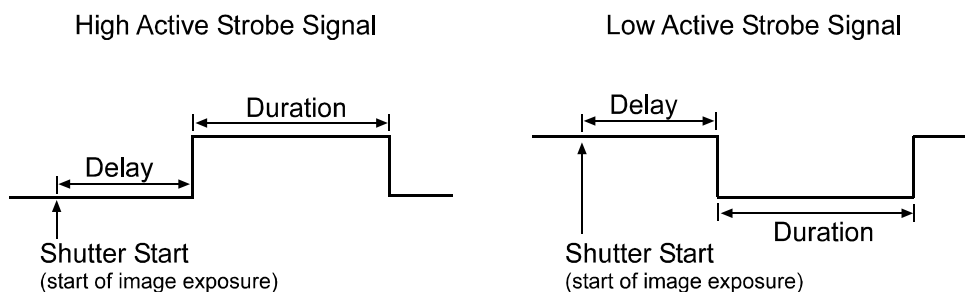 High Active Strobe Signal
Duration
Delay
Shutter Start
(start of image exposure)
Low Active Strobe Signal
Delay
Duration
Shutter Start
(start of image exposure)